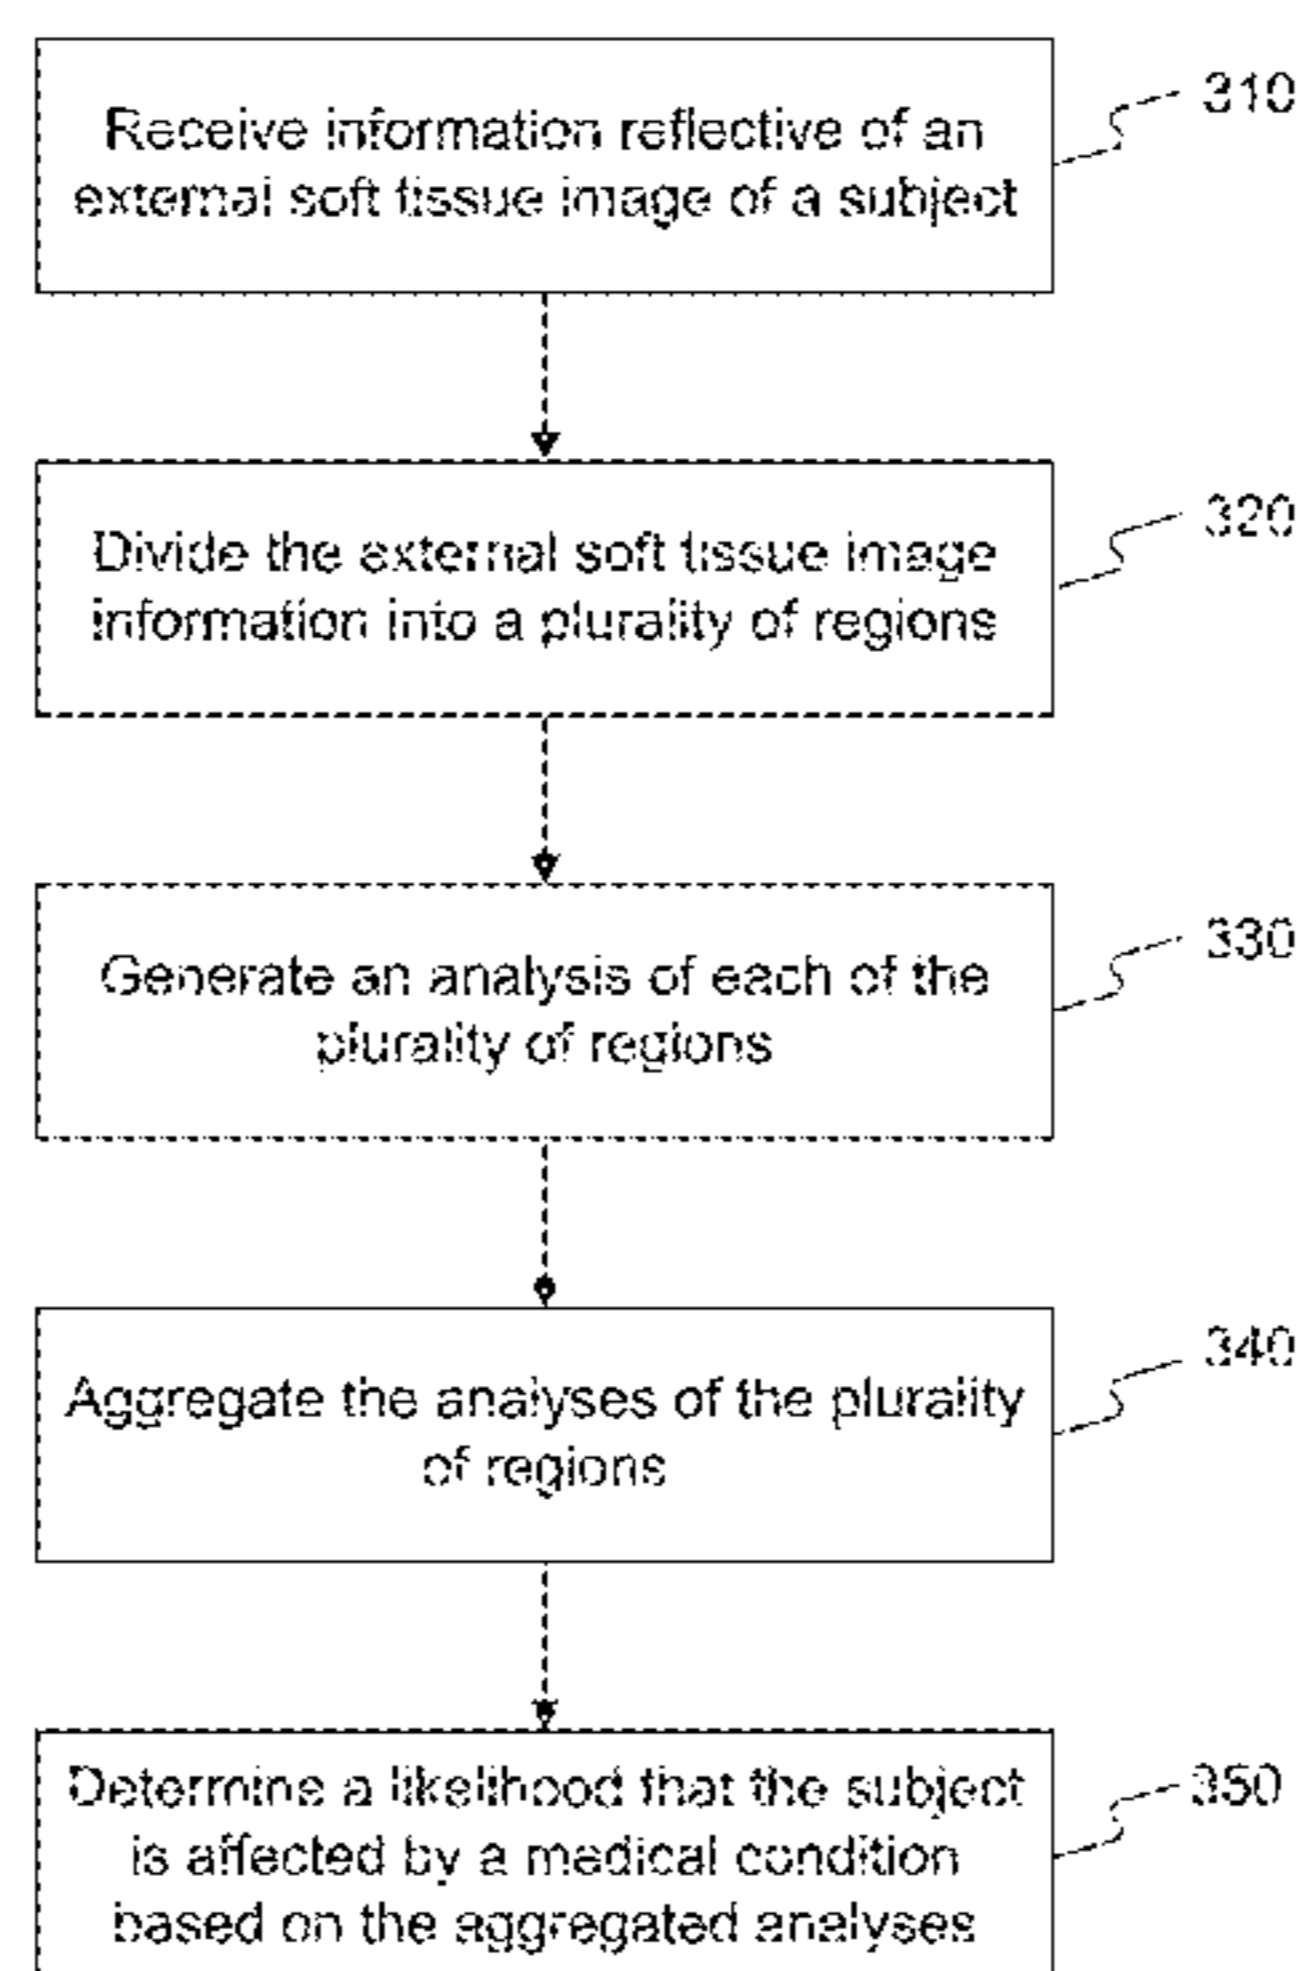 Receive information reflective of an
external soft tissue image of a subject
310
Divide the external soft tissue image
information into a plurality of regions
320
Generate an analysis of each of the
plurality of regions
330
Aggregate the analyses of the plurality
of regions
340
Determine a likelihood that the subject
is affected by a medical condition
based on the aggregated analyses
350